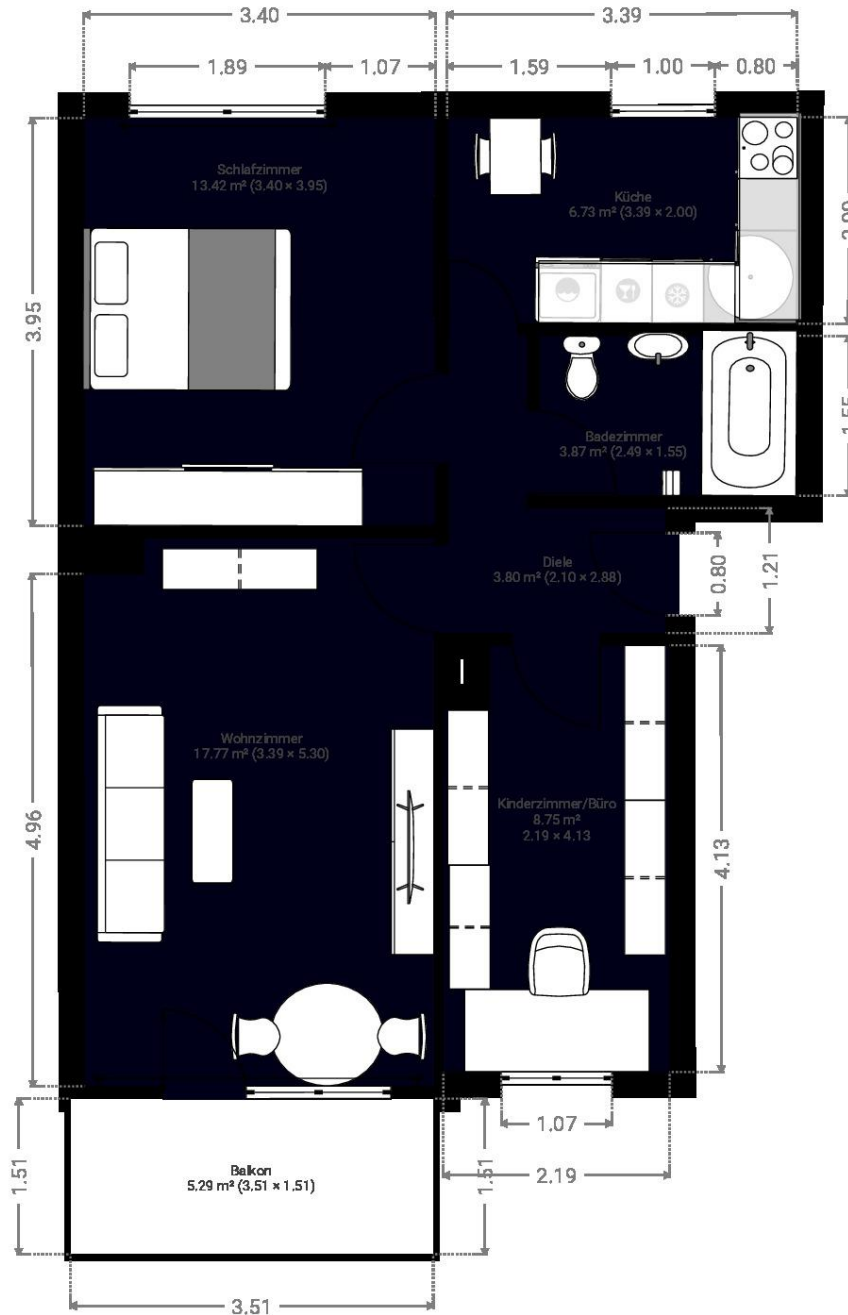 3.40
3.39
1.89
1.07
1.59
1.00
0.80
Schlafzimmer
13.42 m² (3.40 × 3.95)
Küche
6.73 m² (3.39 × 2.00)
3.95
Badezimmer
3.87 m² (2.49 × 1.55)
1.55
Diele
3.80 m² (2.10 × 2.88)
0.80
1.21
Wohnzimmer
17.77 m² (3.39 × 5.30)
Kinderzimmer/Büro
8.75 m²
2.19 × 4.13
4.96
4.13
1.07
2.19
Balkon
5.29 m² (3.51 × 1.51)
1.51
1.51
3.51